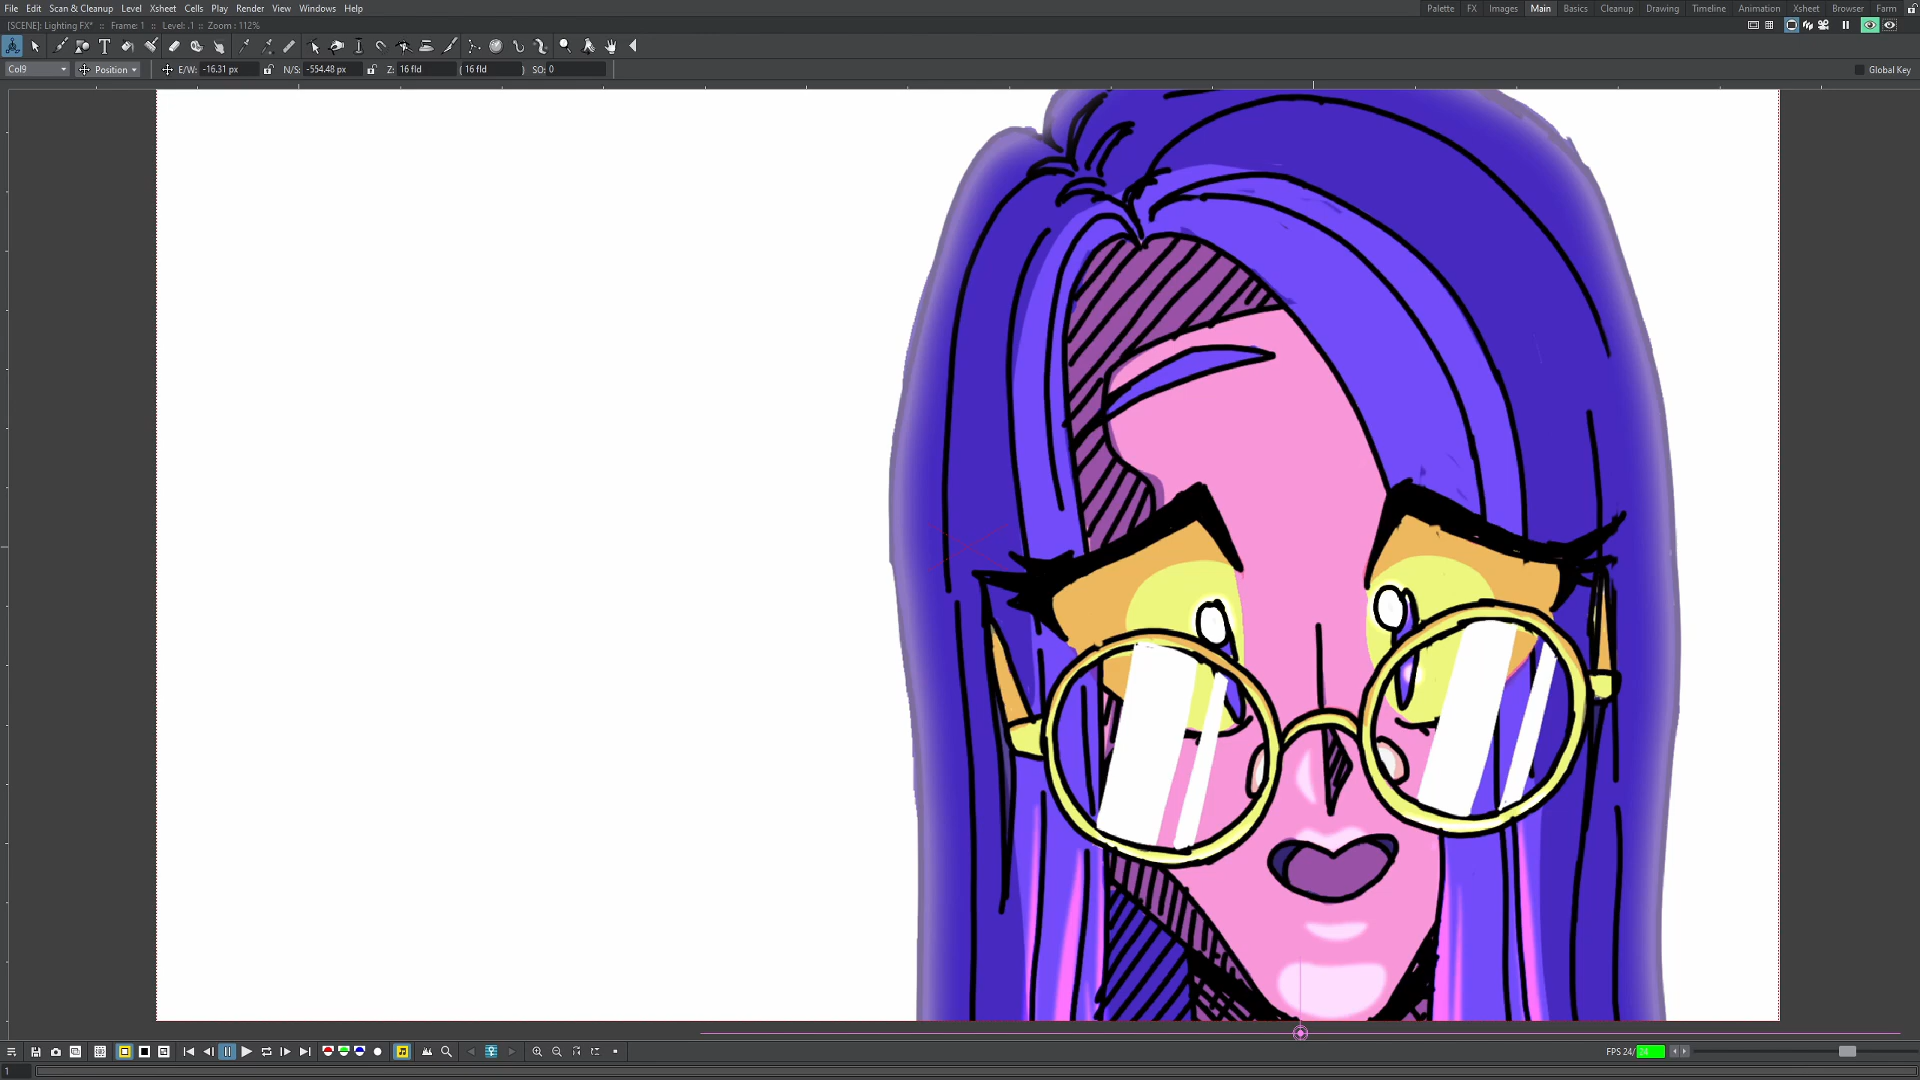 File Edit Scan & Cleanup Level Xsheet Cells Play Render View Windows Help Palette FX Images Main Basics Cleanup Drawing Timeline Animation Xsheet Browser Farm
[SCENE]: Lighting FX* :: Frame: 1 :: Level: .1 :: Zoom : 112%
Col9 Position E/W: -16.31 px N/S: -554.48 px Z: 16 fld ( 16 fld ) SO: 0 Global Key
FPS 24/ 24
1